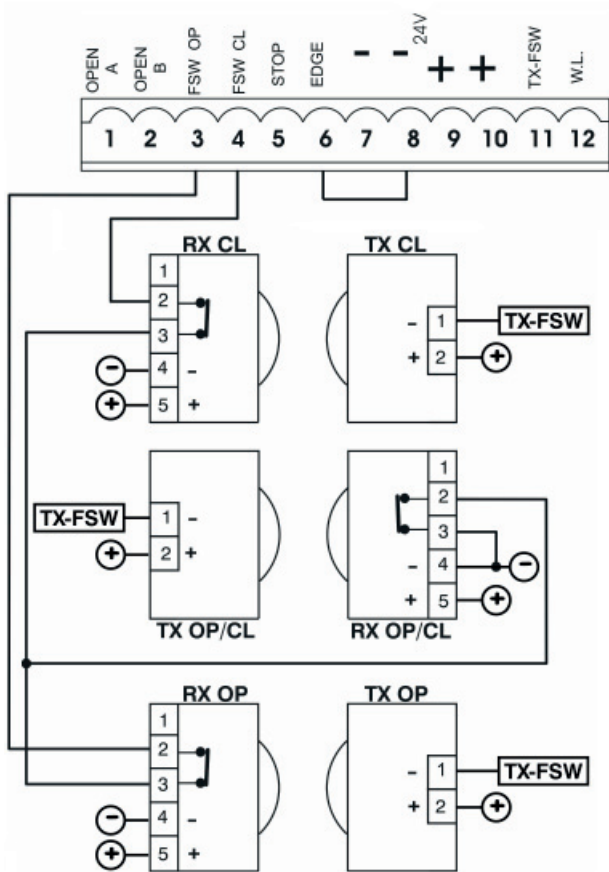 OPEN A
OPEN B
FSW OP
FSW CL
STOP
EDGE
- - 24V
+ +
TX-FSW
W.L.
1 2 3 4 5 6 7 8 9 10 11 12
RX CL
1
2
3
- 4 -
+ 5 +
TX CL
- 1 TX-FSW
+ 2 +
TX-FSW 1 -
+ 2 +
TX OP/CL
1
2
3
- 4 -
+ 5 +
RX OP/CL
RX OP
1
2
3
- 4 -
+ 5 +
TX OP
- 1 TX-FSW
+ 2 +